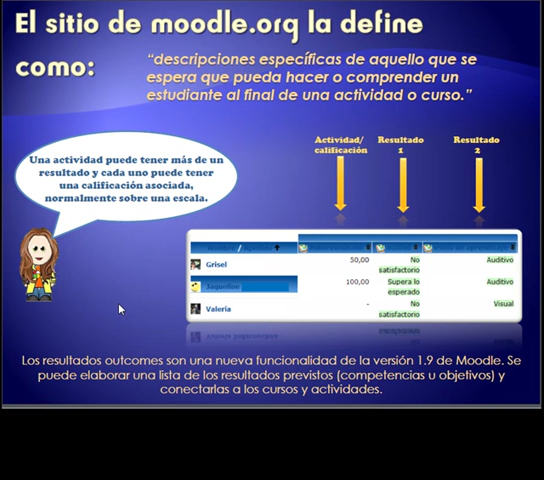 El sitio de moodle.org la define
como:
“descripciones específicas de aquello que se
espera que pueda hacer o comprender un
estudiante al final de una actividad o curso.”
Una actividad puede tener más de un
resultado y cada uno puede tener
una calificación asociada,
normalmente sobre una escala.
Actividad/
calificación
Resultado
1
Resultado
2
Grisel 50,00 No
satisfactorio Auditivo
Jaqueline 100,00 Supera lo
esperado Auditivo
Valeria - No
satisfactorio Visual
Los resultados outcomes son una nueva funcionalidad de la versión 1.9 de Moodle. Se
puede elaborar una lista de los resultados previstos (competencias u objetivos) y
conectarlas a los cursos y actividades.